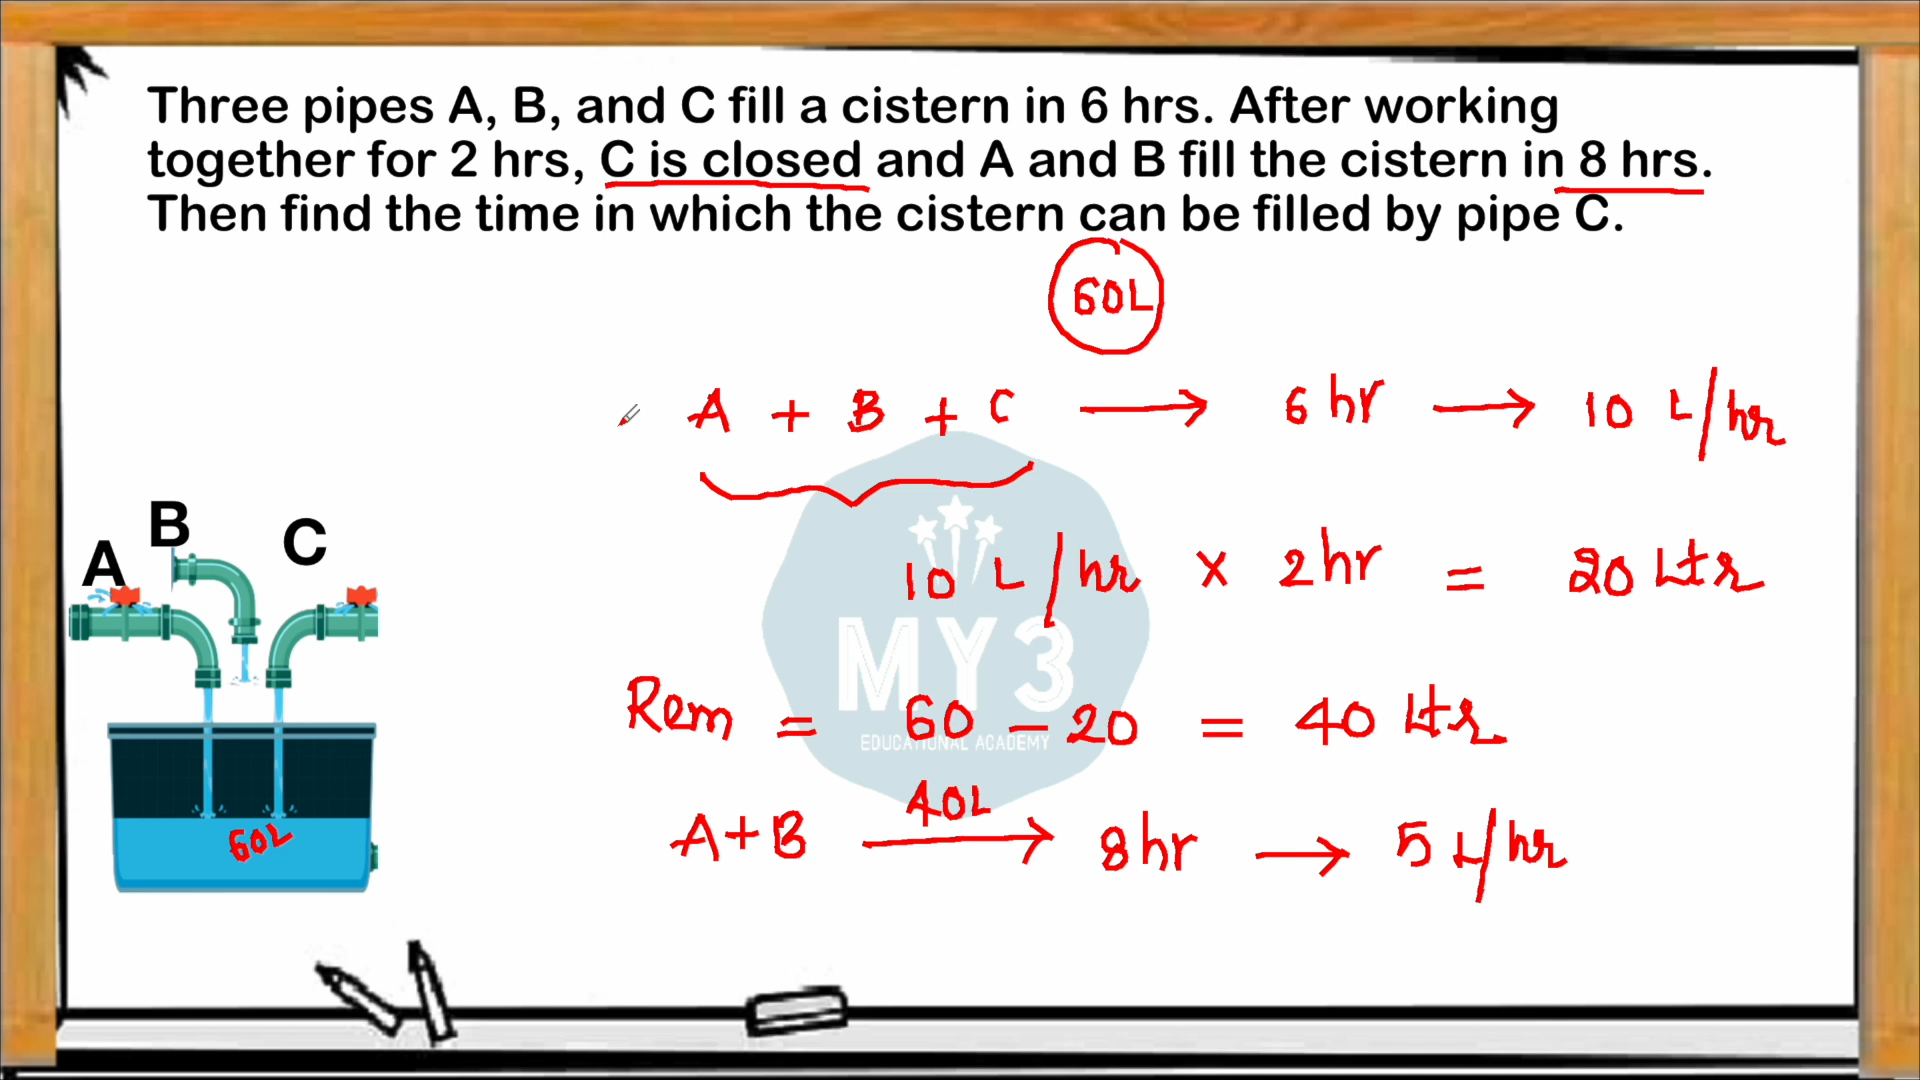 Three pipes A, B, and C fill a cistern in 6 hrs. After working
together for 2 hrs, C is closed and A and B fill the cistern in 8 hrs.
Then find the time in which the cistern can be filled by pipe C.
60L
A + B + C → 6 hr → 10 L/hr
10 L/hr × 2 hr = 20 Ltr
Rem = 60 - 20 = 40 Ltr
40L
A+B → 8 hr → 5 L/hr
A
B
C
60L
MY3
EDUCATIONAL ACADEMY